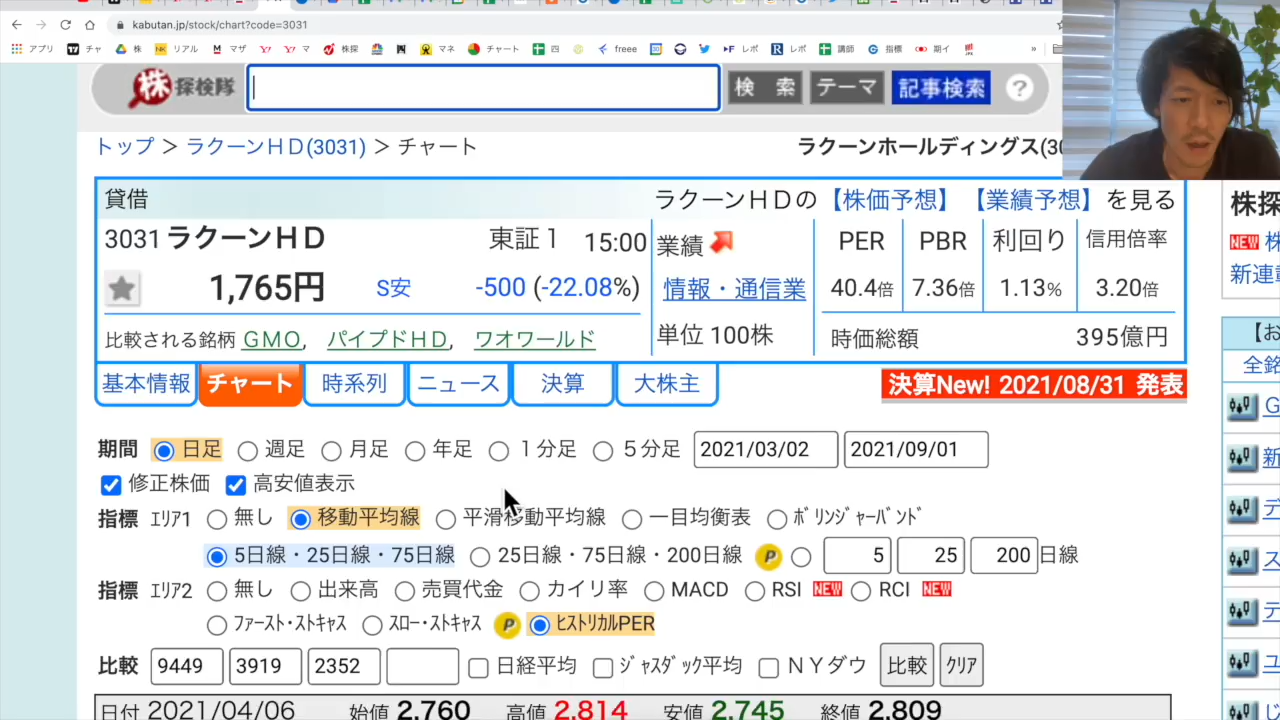 kabutan.jp/stock/chart?code=3031
アプリ チャ 株 リアル マザ マ 株探 マネ チャート 四 freee レポ レポ 講師 指標 期イ »
株 探検隊 検 索 テーマ 記事検索 ?
トップ > ラクーンＨＤ(3031) > チャート ラクーンホールディングス(30
貸借 ラクーンＨＤの【株価予想】【業績予想】を見る
3031 ラクーンＨＤ 東証１ 15:00 業績 PER PBR 利回り 信用倍率
1,765円 S安 -500 (-22.08%) 情報・通信業 40.4倍 7.36倍 1.13% 3.20倍
比較される銘柄 ＧＭＯ, パイプドＨＤ, ワオワールド 単位 100株 時価総額 395億円
基本情報 チャート 時系列 ニュース 決算 大株主 決算New! 2021/08/31 発表
期間 日足 週足 月足 年足 １分足 ５分足 2021/03/02 2021/09/01
修正株価 高安値表示
指標 エリア1 無し 移動平均線 平滑移動平均線 一目均衡表 ﾎﾞﾘﾝｼﾞｬｰﾊﾞﾝﾄﾞ
5日線・25日線・75日線 25日線・75日線・200日線 P 5 25 200 日線
指標 エリア2 無し 出来高 売買代金 カイリ率 MACD RSI NEW RCI NEW
ﾌｧｰｽﾄ･ｽﾄｷｬｽ ｽﾛｰ･ｽﾄｷｬｽ P ﾋｽﾄﾘｶﾙPER
比較 9449 3919 2352 日経平均 ｼﾞｬｽﾀﾞｯｸ平均 ＮＹダウ 比較 ｸﾘｱ
日付 2021/04/06 始値 2,760 高値 2,814 安値 2,745 終値 2,809
株探
NEW 株
新連載
【お
全銘